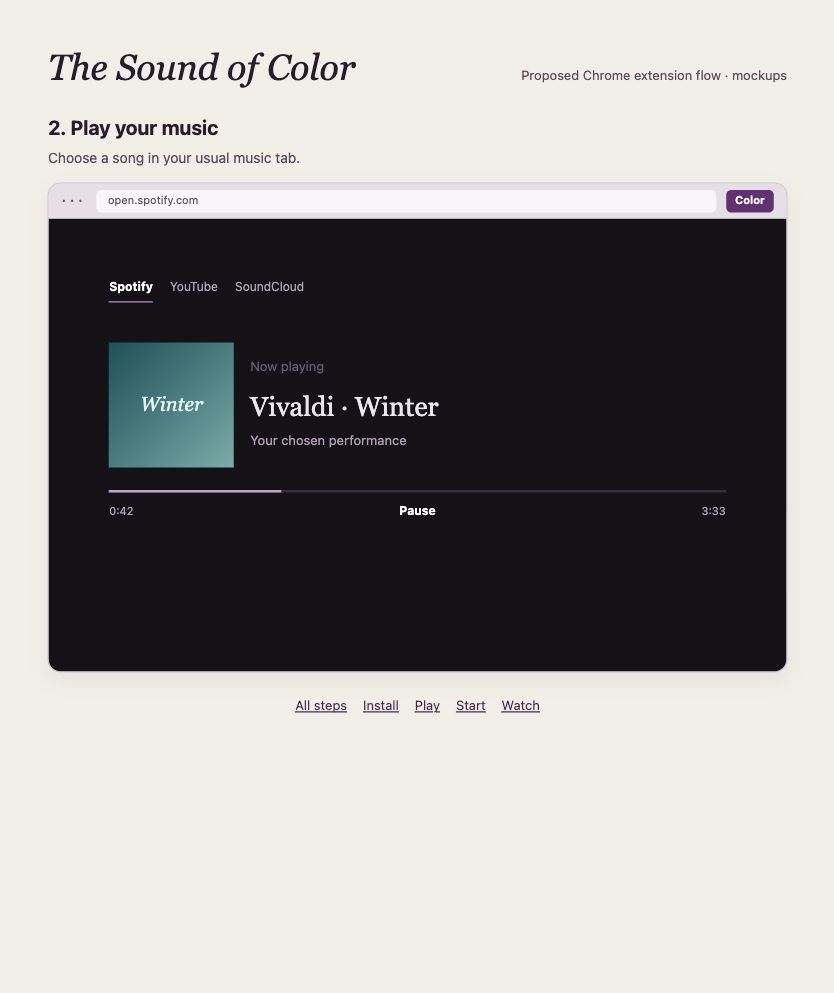 The Sound of Color
Proposed Chrome extension flow · mockups
2. Play your music
Choose a song in your usual music tab.
··· open.spotify.com Color
Spotify YouTube SoundCloud
Winter
Now playing
Vivaldi · Winter
Your chosen performance
0:42 Pause 3:33
All steps Install Play Start Watch